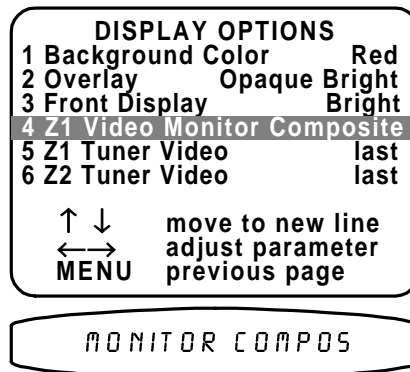 DISPLAY OPTIONS
1 Background Color Red
2 Overlay Opaque Bright
3 Front Display Bright
4 Z1 Video Monitor Composite
5 Z1 Tuner Video last
6 Z2 Tuner Video last
↑ ↓ move to new line
←→ adjust parameter
MENU previous page
MONITOR COMPOS